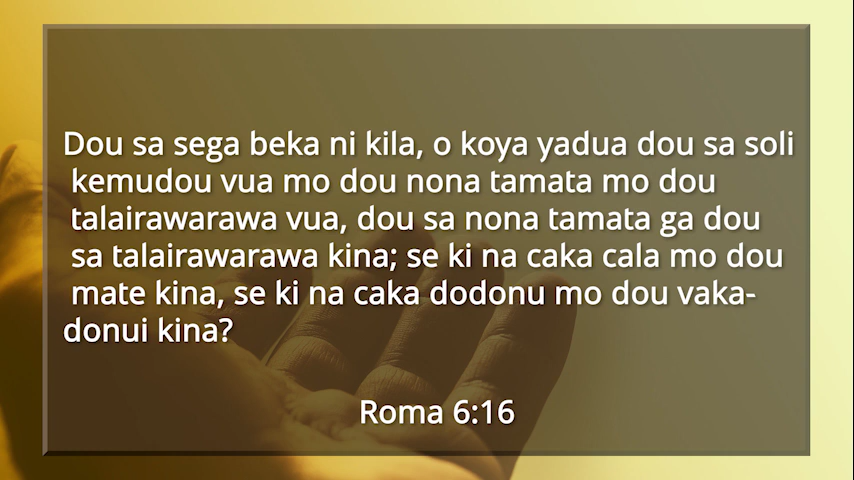 Dou sa sega beka ni kila, o koya yadua dou sa soli
kemudou vua mo dou nona tamata mo dou
talairawarawa vua, dou sa nona tamata ga dou
sa talairawarawa kina; se ki na caka cala mo dou
mate kina, se ki na caka dodonu mo dou vaka-
donui kina?
Roma 6:16